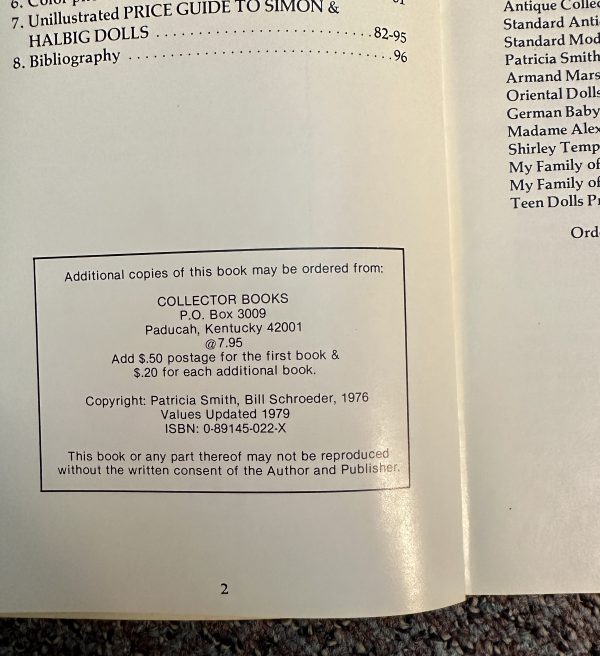 6. Color
7. Unillustrated PRICE GUIDE TO SIMON &
HALBIG DOLLS . . . . . . . . . . . . . . . . . . . . . . . . . . 82-95
8. Bibliography . . . . . . . . . . . . . . . . . . . . . . . . . . . . . . 96
Additional copies of this book may be ordered from:
COLLECTOR BOOKS
P.O. Box 3009
Paducah, Kentucky 42001
@7.95
Add $.50 postage for the first book &
$.20 for each additional book.
Copyright: Patricia Smith, Bill Schroeder, 1976
Values Updated 1979
ISBN: 0-89145-022-X
This book or any part thereof may not be reproduced
without the written consent of the Author and Publisher.
2
Antique Collec
Standard Anti
Standard Mod
Patricia Smith
Armand Mars
Oriental Dolls
German Baby
Madame Alex
Shirley Temp
My Family of
My Family of
Teen Dolls Pr
Ord